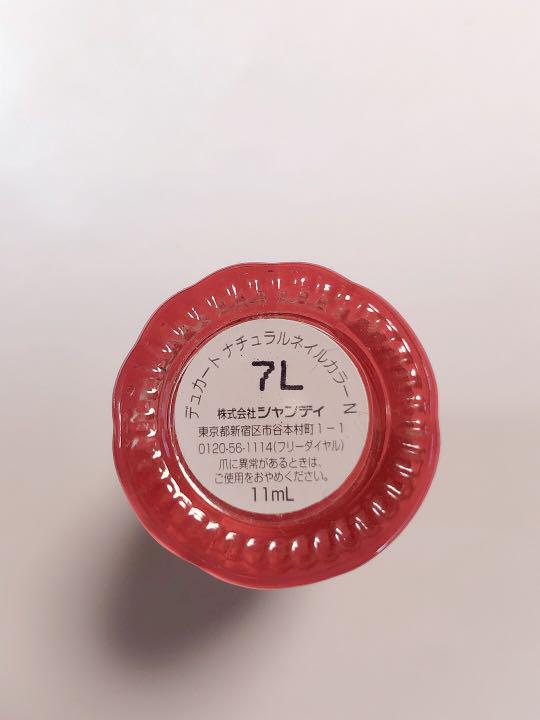 デュカート ナチュラルネイルカラー N
7L
株式会社シャンティ
東京都新宿区市谷本村町1-1
0120-56-1114(フリーダイヤル)
爪に異常があるときは、
ご使用をおやめください。
11mL